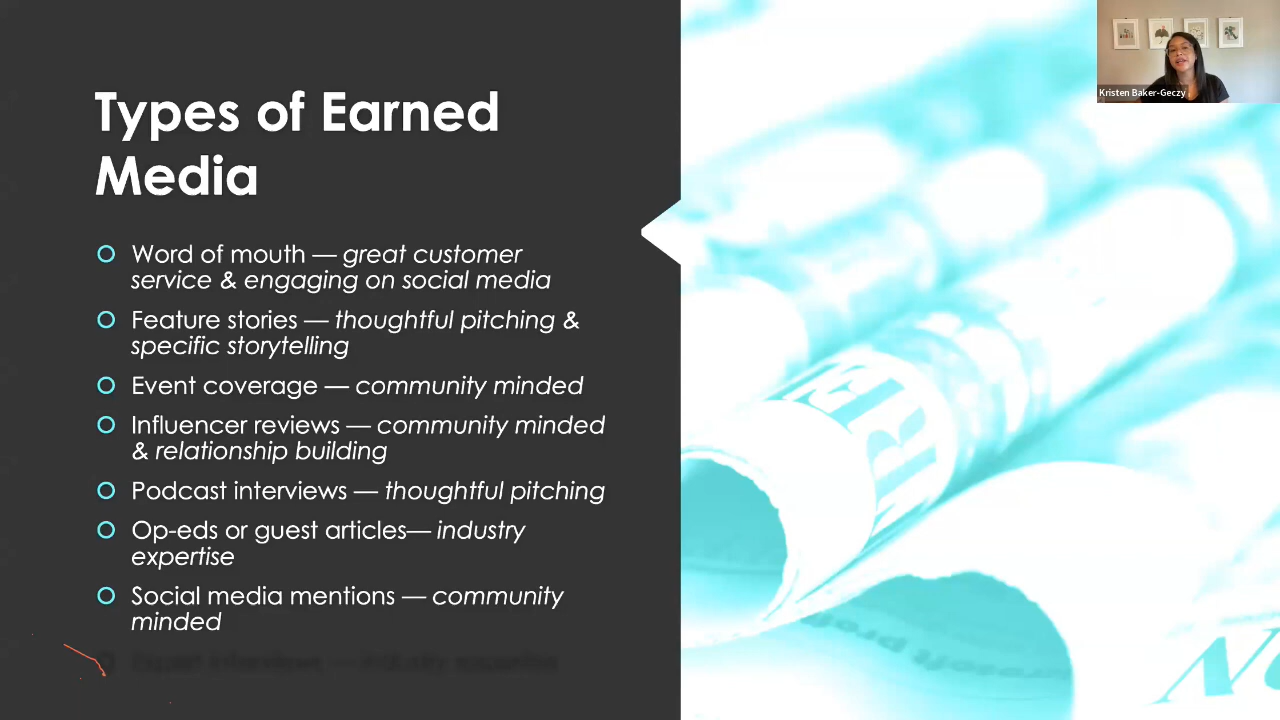 Types of Earned
Media
Word of mouth — great customer
service & engaging on social media
Feature stories — thoughtful pitching &
specific storytelling
Event coverage — community minded
Influencer reviews — community minded
& relationship building
Podcast interviews — thoughtful pitching
Op-eds or guest articles— industry
expertise
Social media mentions — community
minded
Kristen Baker-Geczy